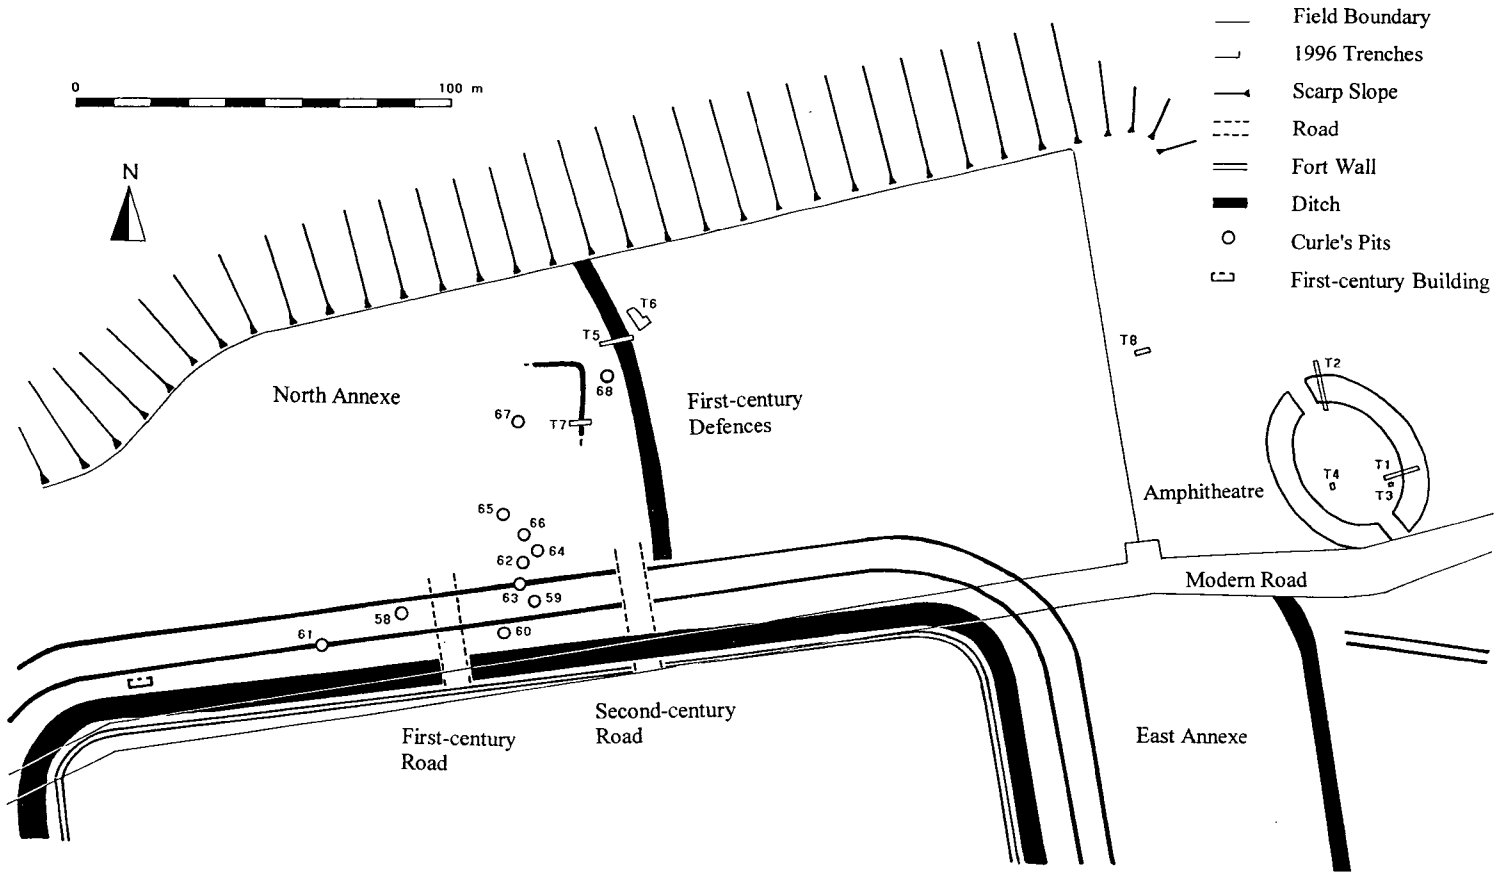 Field Boundary
1996 Trenches
Scarp Slope
Road
Fort Wall
Ditch
Curle's Pits
First-century Building
0
100 m
N
T6
T5
T8
T2
68
North Annexe
First-century
Defences
67
T7
T1
T4
T3
Amphitheatre
65
66
64
62
63
59
58
60
61
Modern Road
Second-century
Road
First-century
Road
East Annexe